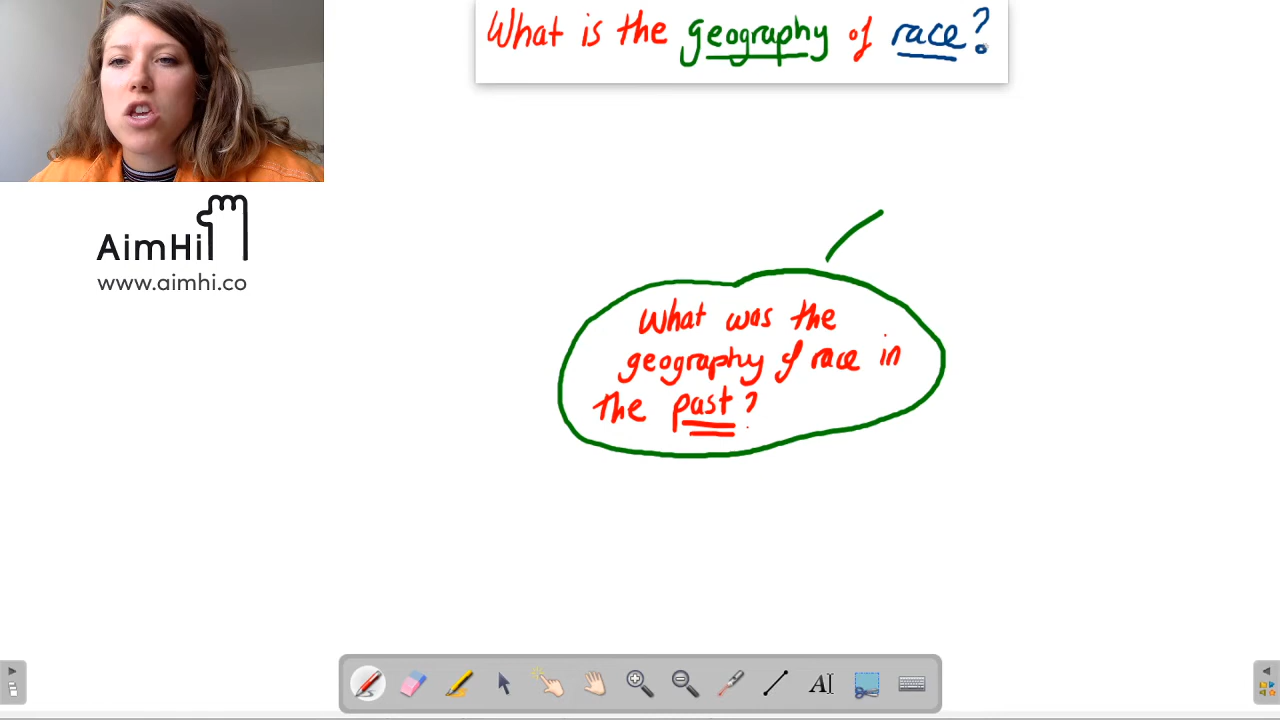 What is the geography of race?
AimHi
www.aimhi.co
What was the
geography of race in
the past?
AI